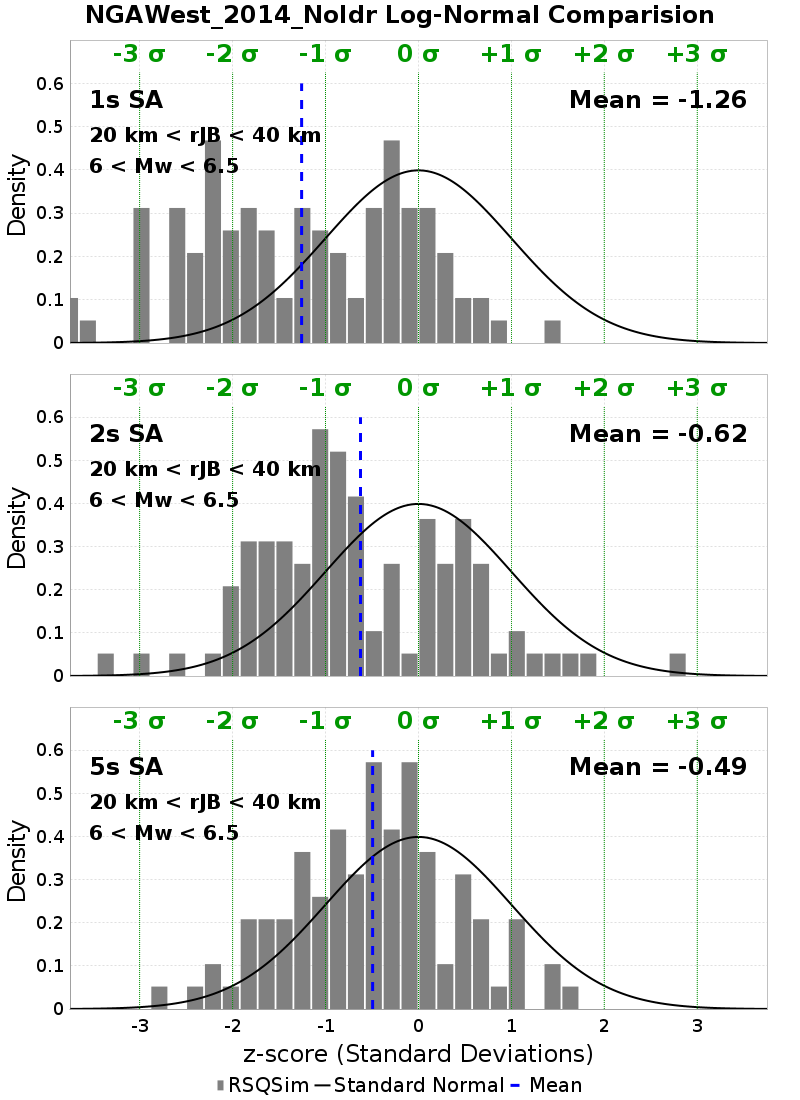 NGAWest_2014_NoIdr Log-Normal Comparision
-3 σ -2 σ -1 σ 0 σ +1 σ +2 σ +3 σ
0.6
1s SA Mean = -1.26
0.5
20 km < rJB < 40 km
6 < Mw < 6.5
0.4
0.3
0.2
0.1
0
Density
-3 σ -2 σ -1 σ 0 σ +1 σ +2 σ +3 σ
0.6
2s SA Mean = -0.62
0.5
20 km < rJB < 40 km
6 < Mw < 6.5
0.4
0.3
0.2
0.1
0
Density
-3 σ -2 σ -1 σ 0 σ +1 σ +2 σ +3 σ
0.6
5s SA Mean = -0.49
0.5
20 km < rJB < 40 km
6 < Mw < 6.5
0.4
0.3
0.2
0.1
0
Density
-3 -2 -1 0 1 2 3
z-score (Standard Deviations)
RSQSim Standard Normal Mean